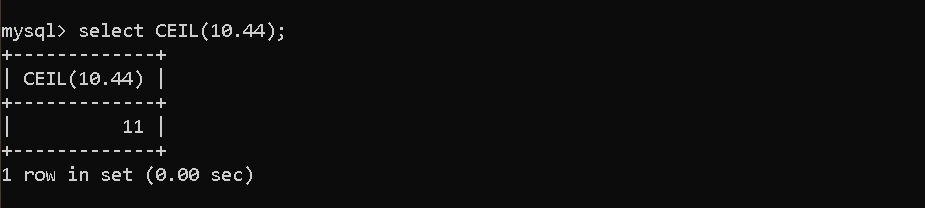 mysql> select CEIL(10.44);
+-------------+
| CEIL(10.44) |
+-------------+
|          11 |
+-------------+
1 row in set (0.00 sec)